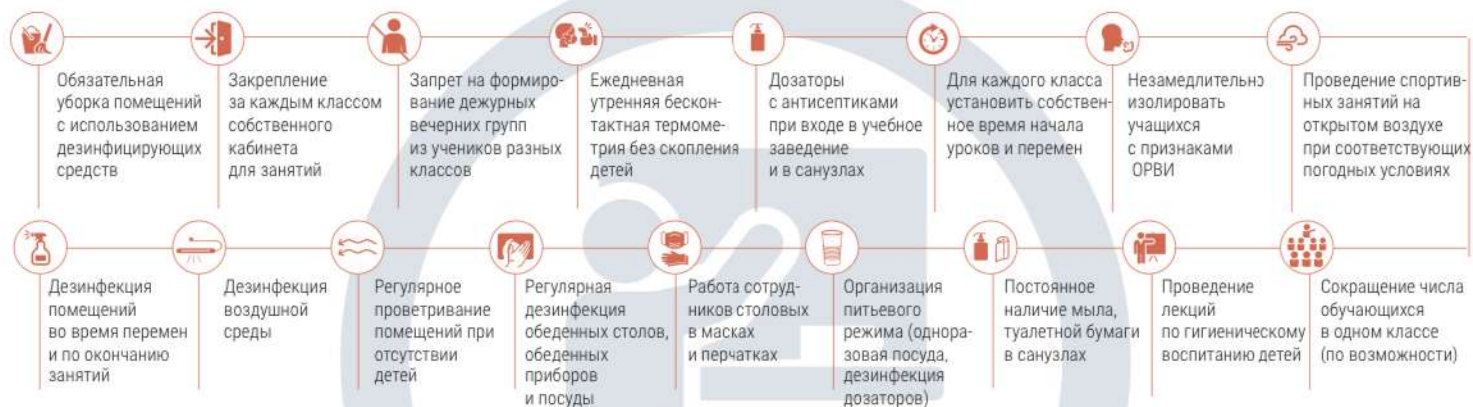 Обязательная
уборка помещений
с использованием
дезинфицирующих
средств
Закрепление
за каждым классом
собственного
кабинета
для занятий
Запрет на формиро-
вание дежурных
вечерних групп
из учеников разных
классов
Ежедневная
утренняя бескон-
тактная термоме-
трия без скопления
детей
Дозаторы
с антисептиками
при входе в учебное
заведение
и в санузлах
Для каждого класса
установить собствен-
ное время начала
уроков и перемен
Незамедлительно
изолировать
учащихся
с признаками
ОРВИ
Проведение спортив-
ных занятий на
открытом воздухе
при соответствующих
погодных условиях
Дезинфекция
помещений
во время перемен
и по окончанию
занятий
Дезинфекция
воздушной
среды
Регулярное
проветривание
помещений при
отсутствии
детей
Регулярная
дезинфекция
обеденных столов,
обеденных
приборов
и посуды
Работа сотруд-
ников столовых
в масках
и перчатках
Организация
питьевого
режима (однора-
зовая посуда,
дезинфекция
дозаторов)
Постоянное
наличие мыла,
туалетной бумаги
в санузлах
Проведение
лекций
по гигиеническому
воспитанию детей
Сокращение числа
обучающихся
в одном классе
(по возможности)